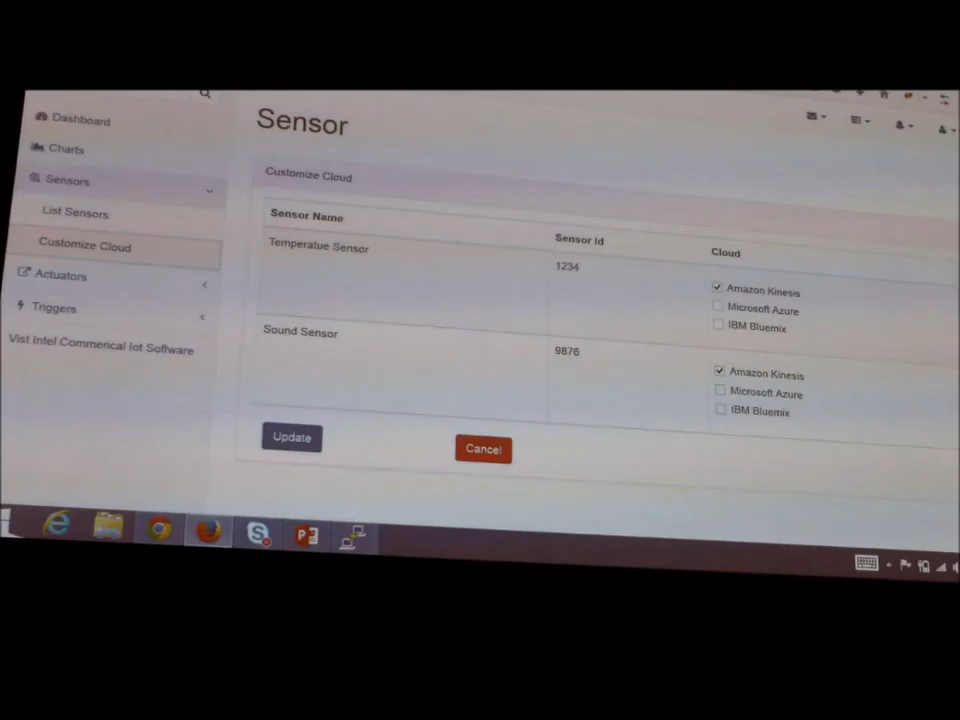 Sensor
Dashboard
Charts
Sensors
List Sensors
Customize Cloud
Actuators
Triggers
Vist Intel Commerical Iot Software
Customize Cloud
Sensor Name Sensor Id Cloud
Temperatue Sensor 1234
Amazon Kinesis
Microsoft Azure
IBM Bluemix
Sound Sensor 9876
Amazon Kinesis
Microsoft Azure
IBM Bluemix
Update Cancel